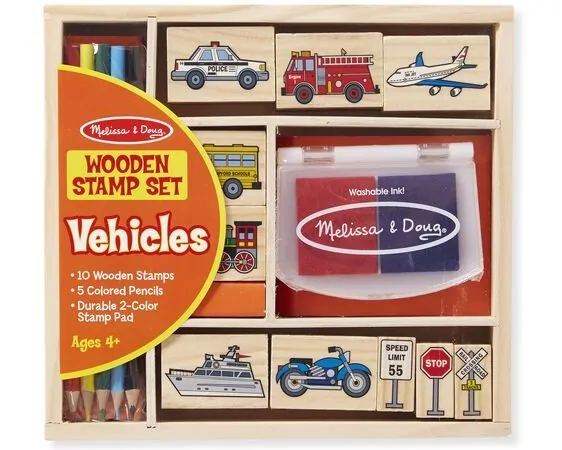 Melissa & Doug
WOODEN
STAMP SET
Vehicles
• 10 Wooden Stamps
• 5 Colored Pencils
• Durable 2-Color
Stamp Pad
Ages 4+
POLICE
Engine
Washable Ink!
Melissa & Doug
SPEED
LIMIT
55
STOP